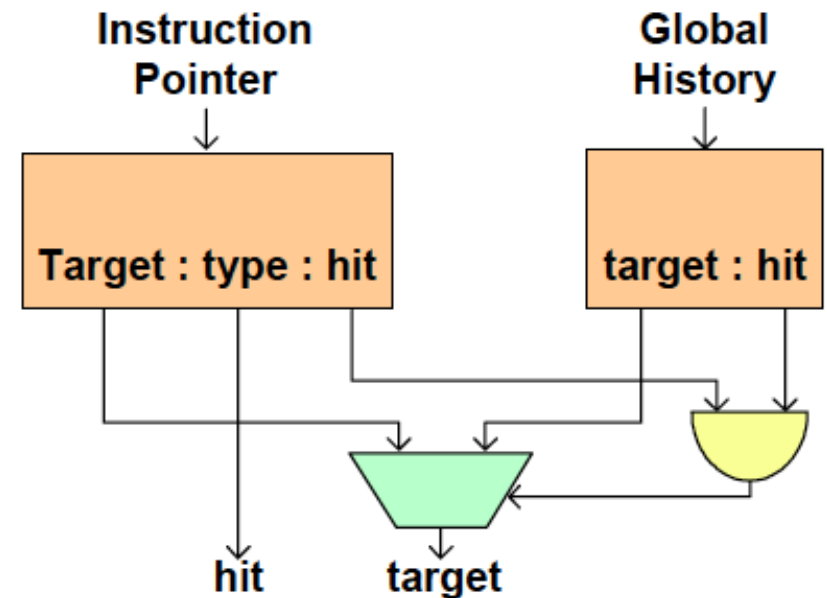 Instruction
Pointer
Global
History
Target : type : hit
target : hit
hit
target